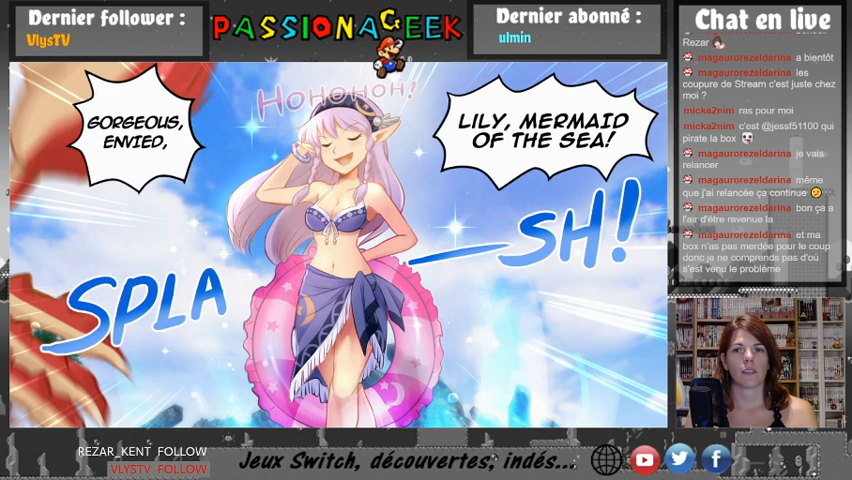 Dernier follower :
VlysTV
PASSIONAGEEK
Dernier abonné :
ulmin
Chat en live
GORGEOUS,
ENVIED,
HOHOHOH!
LILY, MERMAID
OF THE SEA!
SPLA
SH!
Rezar
magaurorezeldarina a bientôt
magaurorezeldarina les
coupure de Stream c'est juste chez
moi ?
micka2nim ras pour moi
micka2nim c'est @jessf51100 qui
pirate la box
magaurorezeldarina je vais
relancer
magaurorezeldarina même
que j'ai relancée ça continue
magaurorezeldarina bon ça a
l'air d'être revenue la
magaurorezeldarina et ma
box n'as pas merdée pour le coup
donc je ne comprends pas d'où
s'est venu le problème
REZAR_KENT FOLLOW
VLYSTV FOLLOW
Jeux Switch, découvertes, indés...